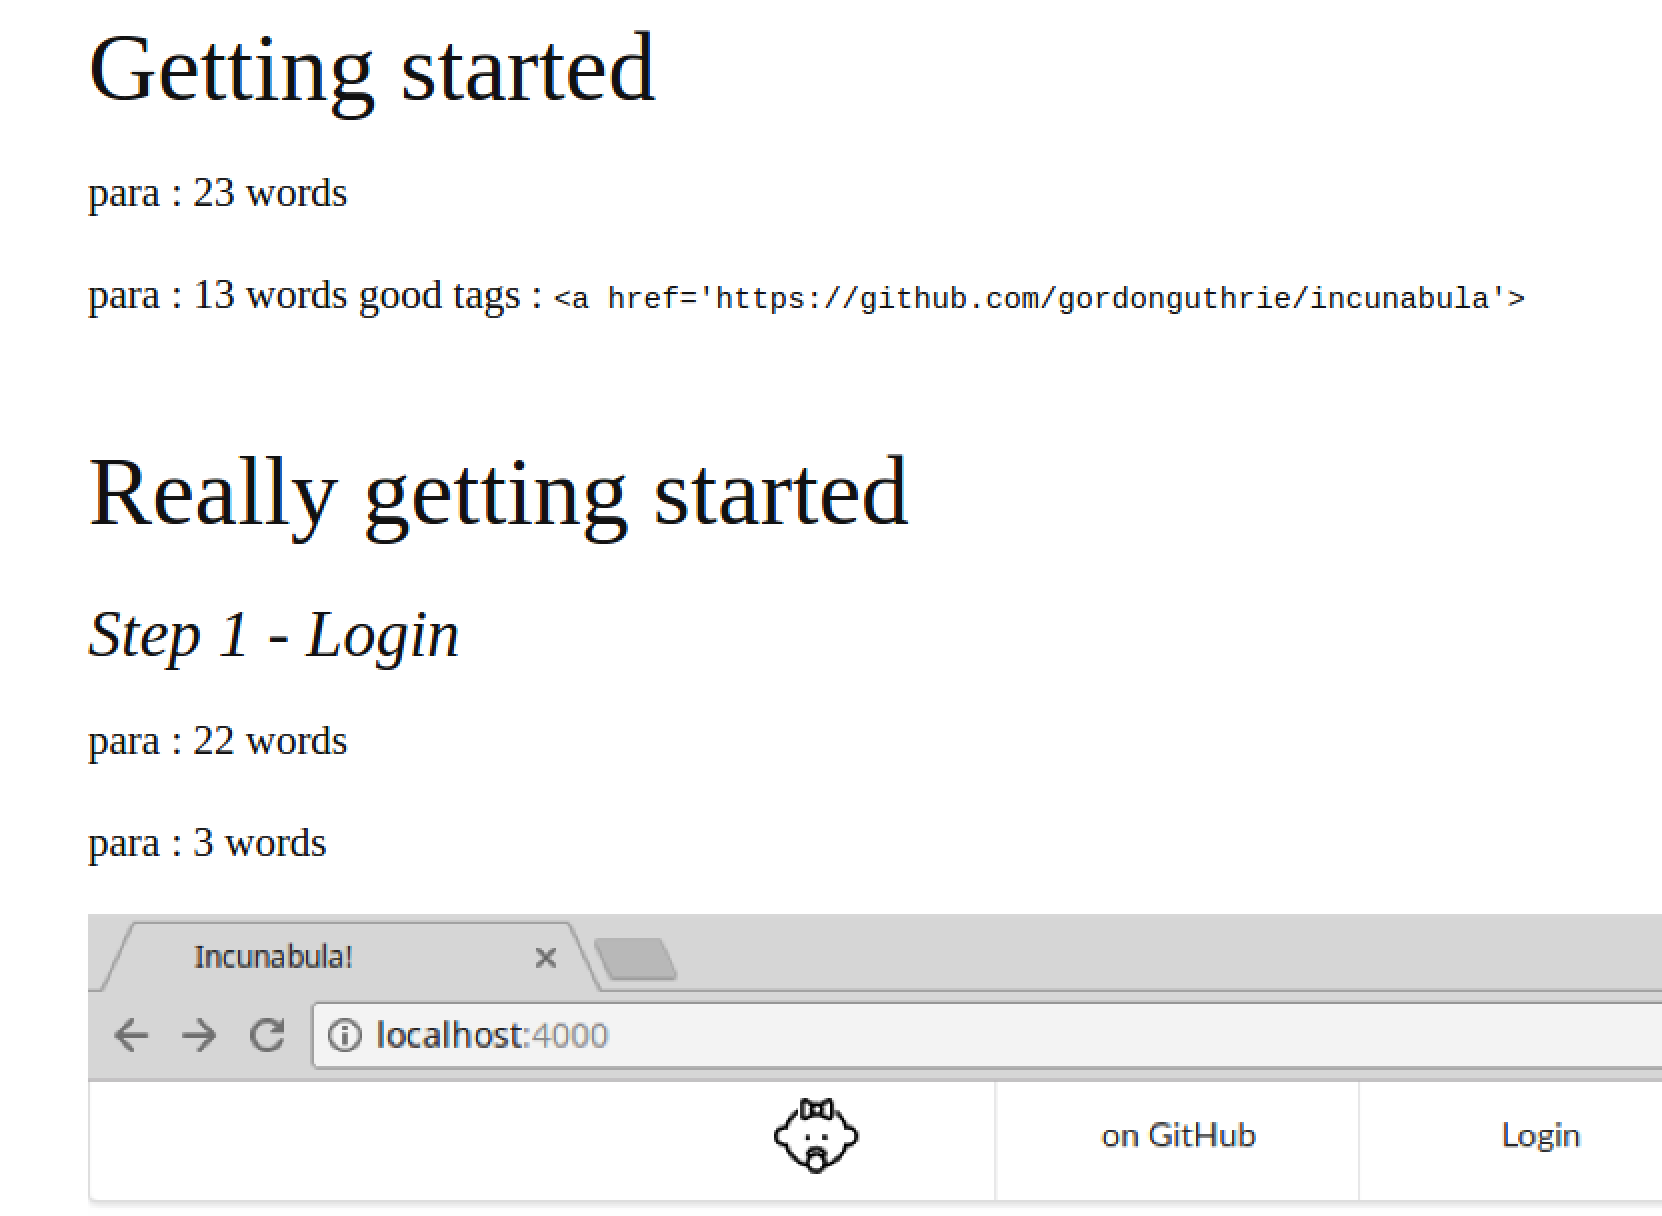 Getting started
para : 23 words
para : 13 words good tags : <a href='https://github.com/gordonguthrie/incunabula'>
Really getting started
Step 1 - Login
para : 22 words
para : 3 words
Incunabula!
localhost:4000
on GitHub
Login